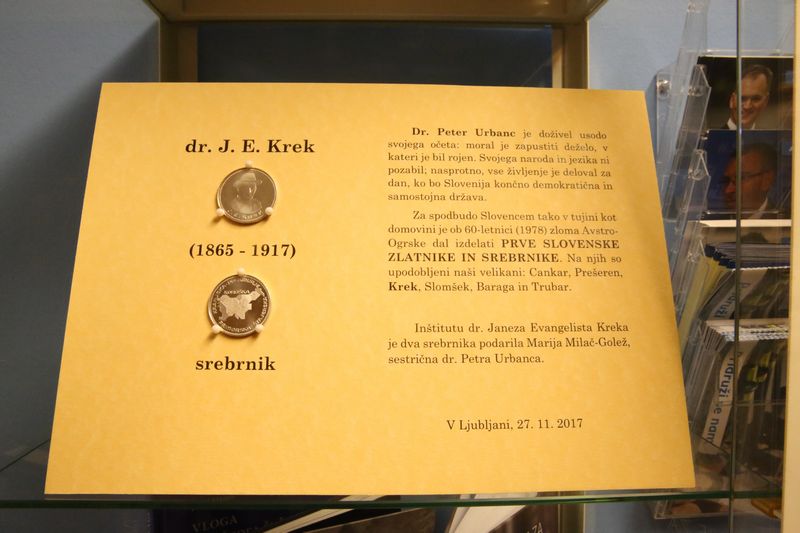 dr. J. E. Krek
(1865 - 1917)
srebrnik
Dr. Peter Urbanc je doživel usodo
svojega očeta: moral je zapustiti deželo, v
kateri je bil rojen. Svojega naroda in jezika ni
pozabil; nasprotno, vse življenje je deloval za
dan, ko bo Slovenija končno demokratična in
samostojna država.
Za spodbudo Slovencem tako v tujini kot
domovini je ob 60-letnici (1978) zloma Avstro-
Ogrske dal izdelati PRVE SLOVENSKE
ZLATNIKE IN SREBRNIKE. Na njih so
upodobljeni naši velikani: Cankar, Prešeren,
Krek, Slomšek, Baraga in Trubar.
Inštitutu dr. Janeza Evangelista Kreka
je dva srebrnika podarila Marija Milač-Golež,
sestrična dr. Petra Urbanca.
V Ljubljani, 27. 11. 2017
VLOGA